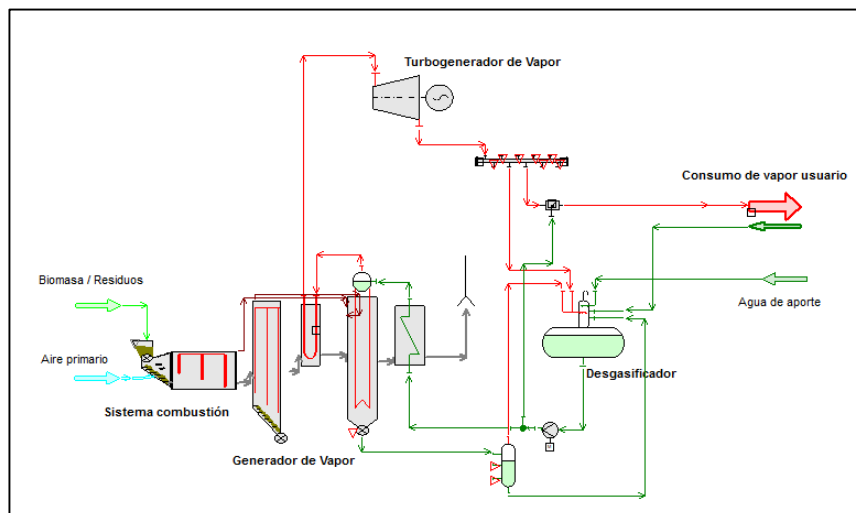 Turbogenerador de Vapor
Consumo de vapor usuario
Biomasa / Residuos
Agua de aporte
Aire primario
Desgasificador
Sistema combustión
Generador de Vapor